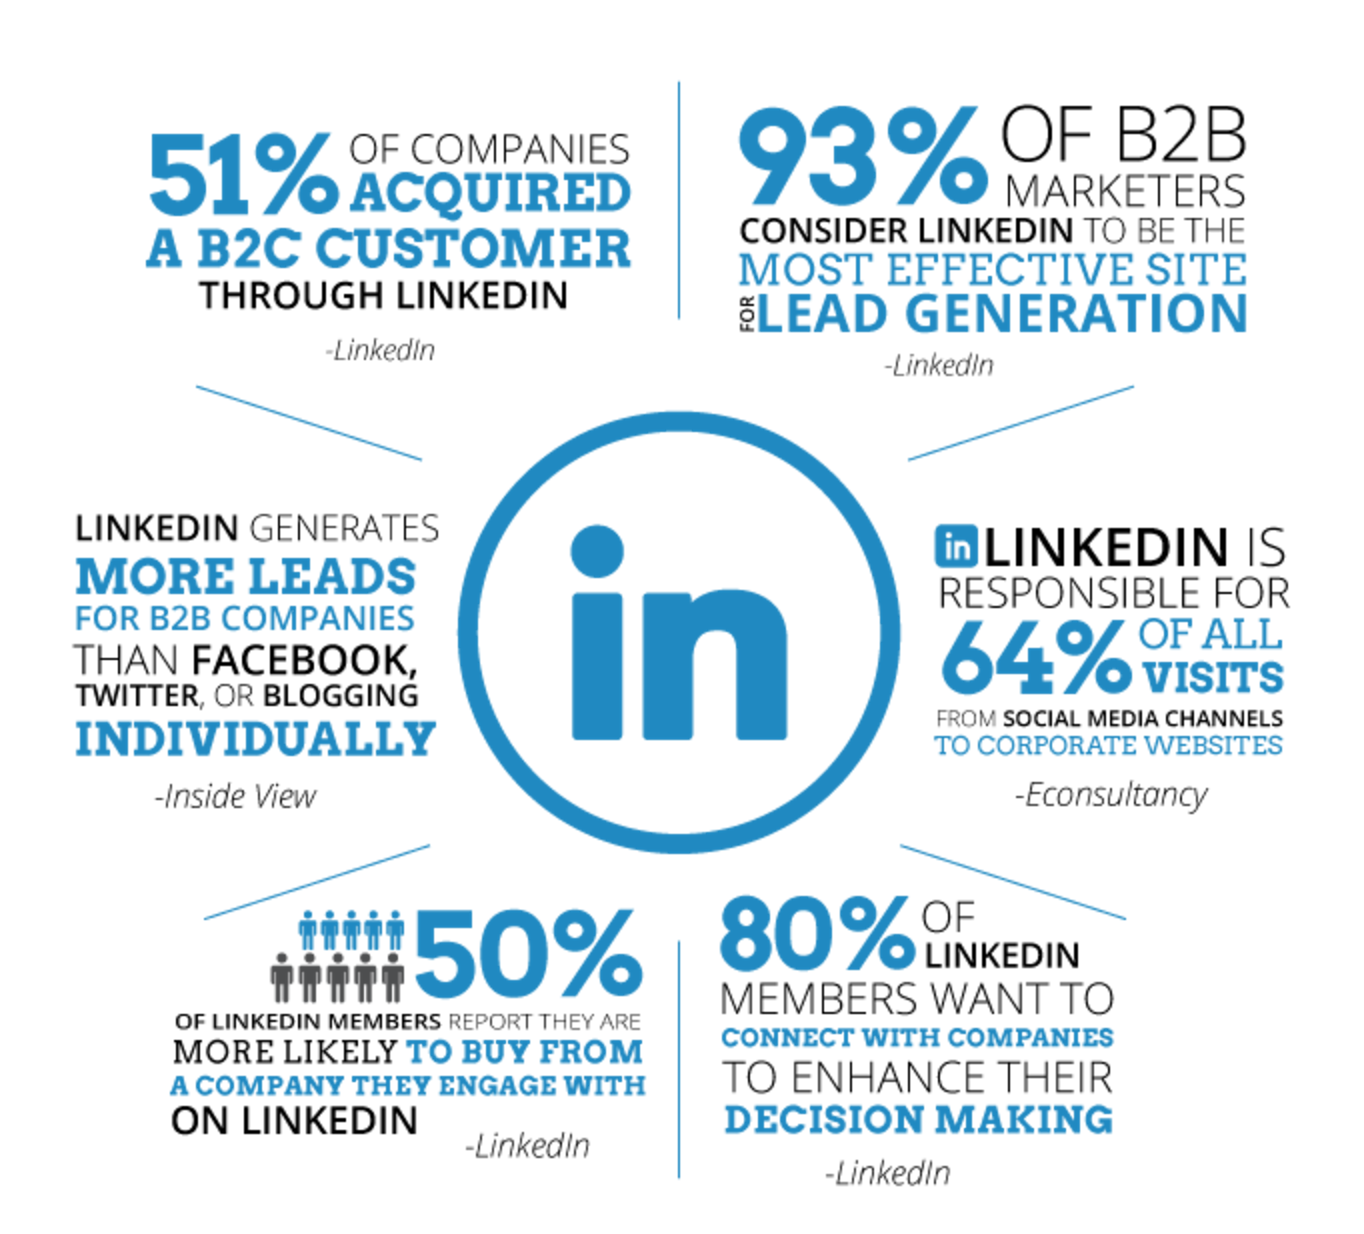 51% OF COMPANIES
ACQUIRED
A B2C CUSTOMER
THROUGH LINKEDIN
-LinkedIn
93% OF B2B
MARKETERS
CONSIDER LINKEDIN TO BE THE
MOST EFFECTIVE SITE
FOR LEAD GENERATION
-LinkedIn
LINKEDIN GENERATES
MORE LEADS
FOR B2B COMPANIES
THAN FACEBOOK,
TWITTER, OR BLOGGING
INDIVIDUALLY
-Inside View
in
in LINKEDIN IS
RESPONSIBLE FOR
64% OF ALL
VISITS
FROM SOCIAL MEDIA CHANNELS
TO CORPORATE WEBSITES
-Econsultancy
50%
OF LINKEDIN MEMBERS REPORT THEY ARE
MORE LIKELY TO BUY FROM
A COMPANY THEY ENGAGE WITH
ON LINKEDIN
-LinkedIn
80% OF
LINKEDIN
MEMBERS WANT TO
CONNECT WITH COMPANIES
TO ENHANCE THEIR
DECISION MAKING
-LinkedIn